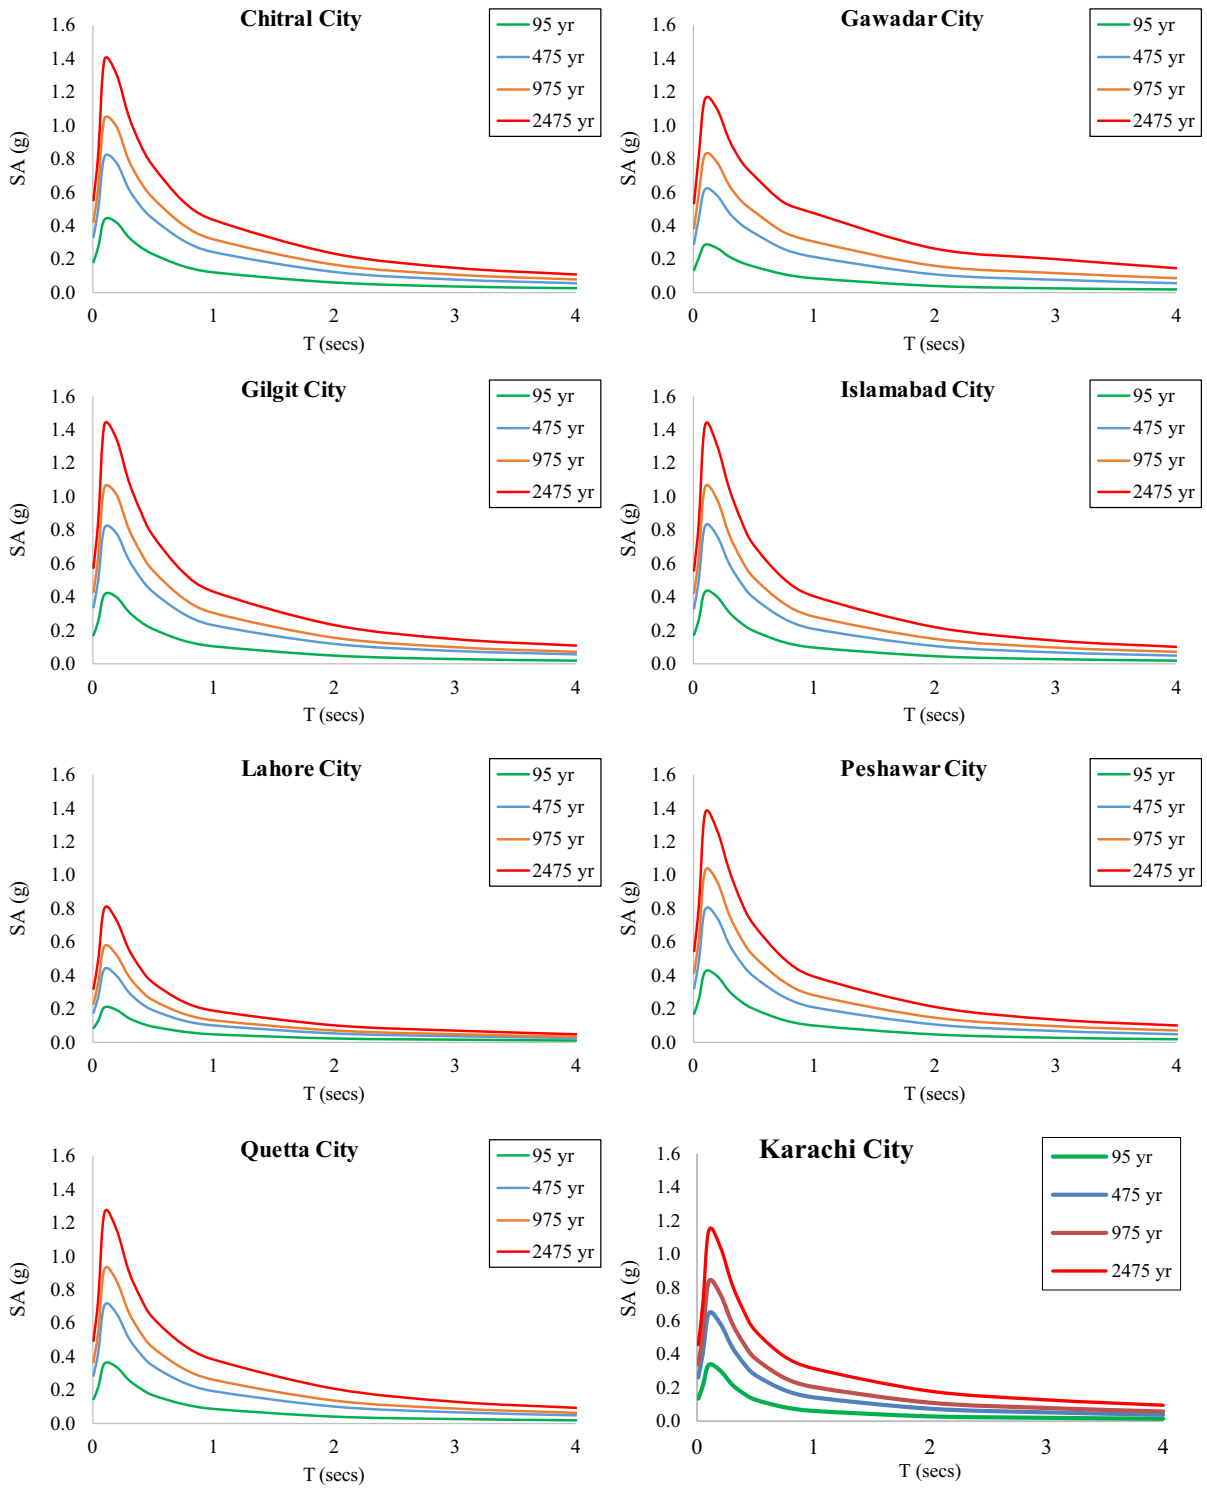 Chitral City
1.6
1.4
1.2
1.0
0.8
0.6
0.4
0.2
0.0
SA (g)
0 1 2 3 4
T (secs)
95 yr
475 yr
975 yr
2475 yr
Gawadar City
1.6
1.4
1.2
1.0
0.8
0.6
0.4
0.2
0.0
SA (g)
0 1 2 3 4
T (secs)
95 yr
475 yr
975 yr
2475 yr
Gilgit City
1.6
1.4
1.2
1.0
0.8
0.6
0.4
0.2
0.0
SA (g)
0 1 2 3 4
T (secs)
95 yr
475 yr
975 yr
2475 yr
Islamabad City
1.6
1.4
1.2
1.0
0.8
0.6
0.4
0.2
0.0
SA (g)
0 1 2 3 4
T (secs)
95 yr
475 yr
975 yr
2475 yr
Lahore City
1.6
1.4
1.2
1.0
0.8
0.6
0.4
0.2
0.0
SA (g)
0 1 2 3 4
T (secs)
95 yr
475 yr
975 yr
2475 yr
Peshawar City
1.6
1.4
1.2
1.0
0.8
0.6
0.4
0.2
0.0
SA (g)
0 1 2 3 4
T (secs)
95 yr
475 yr
975 yr
2475 yr
Quetta City
1.6
1.4
1.2
1.0
0.8
0.6
0.4
0.2
0.0
SA (g)
0 1 2 3 4
T (secs)
95 yr
475 yr
975 yr
2475 yr
Karachi City
1.6
1.4
1.2
1.0
0.8
0.6
0.4
0.2
0.0
SA (g)
0 1 2 3 4
T (secs)
95 yr
475 yr
975 yr
2475 yr